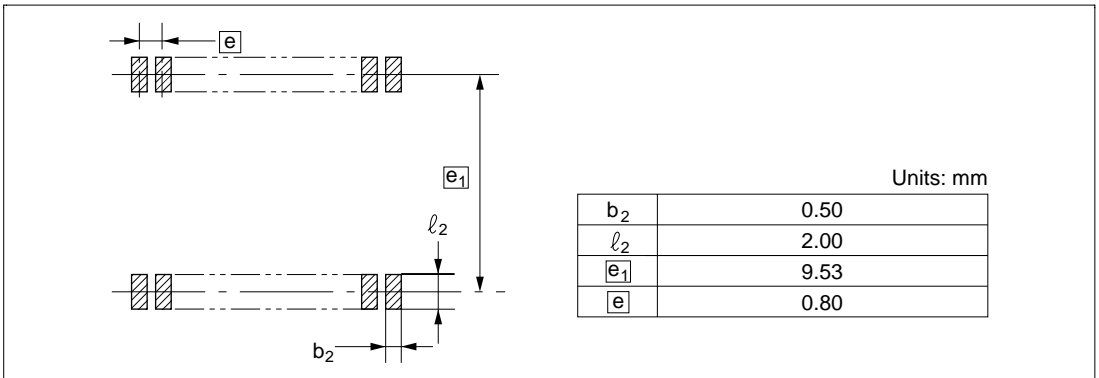 e
e₁
ℓ₂
b₂
Units: mm
b₂ 0.50
ℓ₂ 2.00
e₁ 9.53
e 0.80